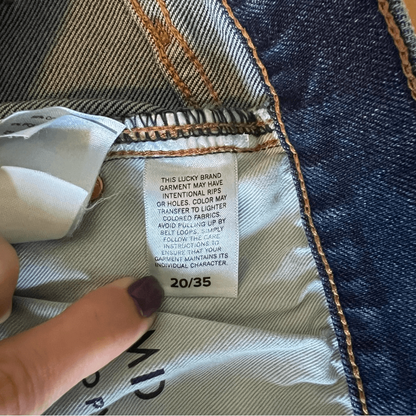 THIS LUCKY BRAND
GARMENT MAY HAVE
INTENTIONAL RIPS
OR HOLES. COLOR MAY
TRANSFER TO LIGHTER
COLORED FABRICS.
AVOID PULLING UP BY
BELT LOOPS. SIMPLY
FOLLOW THE CARE
INSTRUCTIONS TO
ENSURE THAT YOUR
GARMENT MAINTAINS ITS
INDIVIDUAL CHARACTER.
20/35